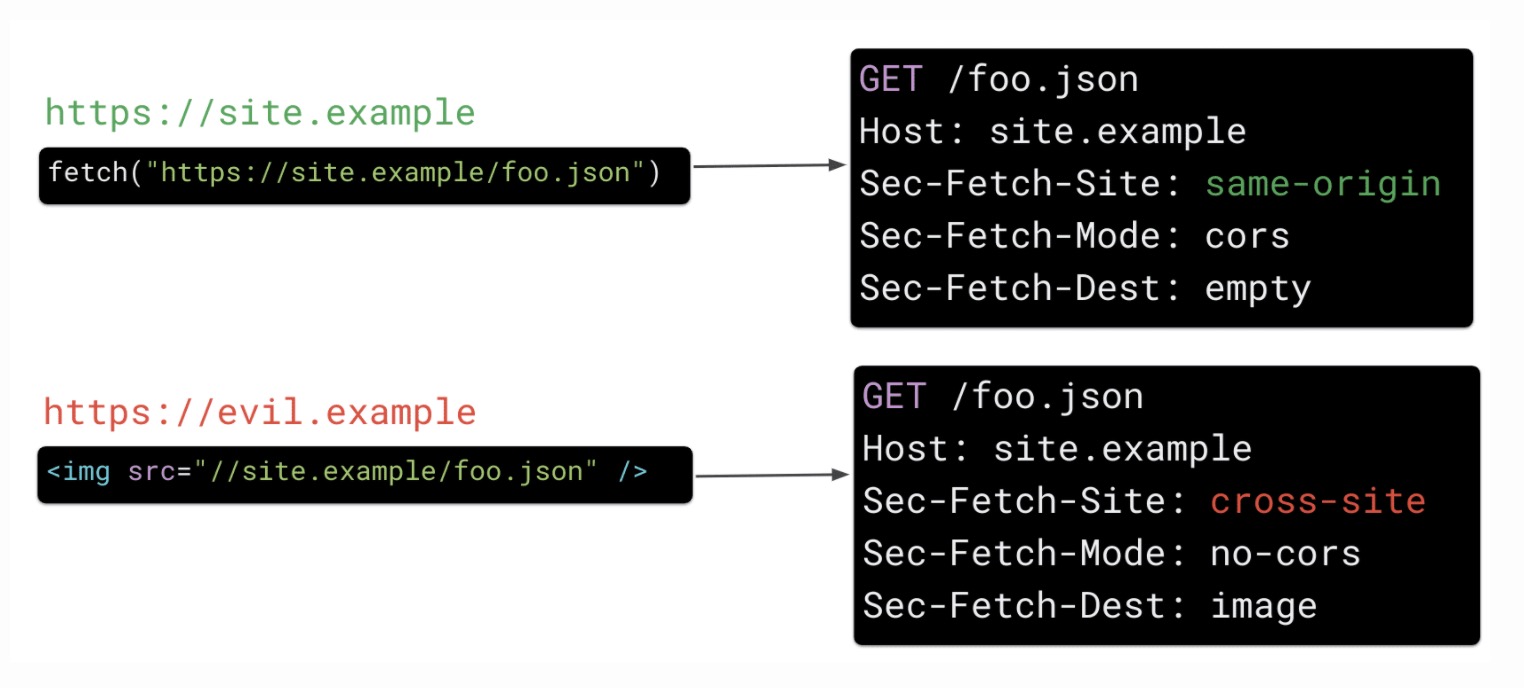 https://site.example
fetch("https://site.example/foo.json")
GET /foo.json
Host: site.example
Sec-Fetch-Site: same-origin
Sec-Fetch-Mode: cors
Sec-Fetch-Dest: empty
https://evil.example
<img src="//site.example/foo.json" />
GET /foo.json
Host: site.example
Sec-Fetch-Site: cross-site
Sec-Fetch-Mode: no-cors
Sec-Fetch-Dest: image